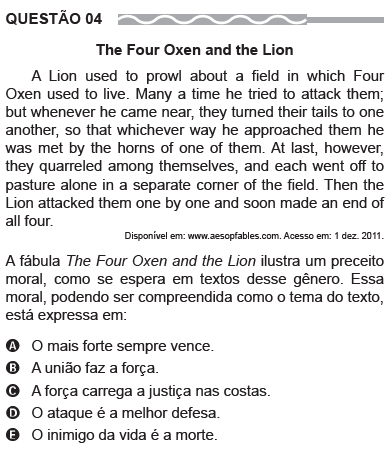 QUESTÃO 04
The Four Oxen and the Lion
A Lion used to prowl about a field in which Four
Oxen used to live. Many a time he tried to attack them;
but whenever he came near, they turned their tails to one
another, so that whichever way he approached them he
was met by the horns of one of them. At last, however,
they quarreled among themselves, and each went off to
pasture alone in a separate corner of the field. Then the
Lion attacked them one by one and soon made an end of
all four.
Disponível em: www.aesopfables.com. Acesso em: 1 dez. 2011.
A fábula The Four Oxen and the Lion ilustra um preceito
moral, como se espera em textos desse gênero. Essa
moral, podendo ser compreendida como o tema do texto,
está expressa em:
A O mais forte sempre vence.
B A união faz a força.
C A força carrega a justiça nas costas.
D O ataque é a melhor defesa.
E O inimigo da vida é a morte.